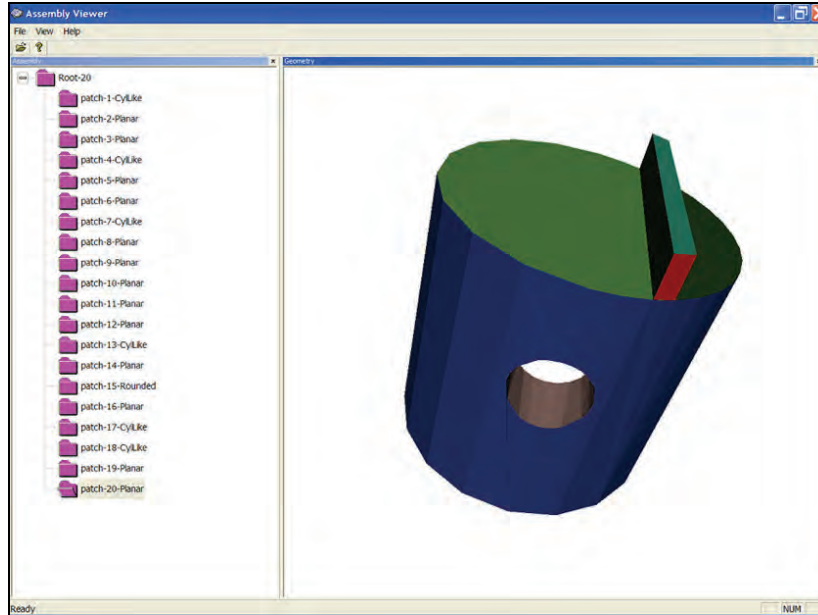 Assembly Viewer
File View Help
Assembly
Geometry
Root-20
patch-1-CylLike
patch-2-Planar
patch-3-Planar
patch-4-CylLike
patch-5-Planar
patch-6-Planar
patch-7-CylLike
patch-8-Planar
patch-9-Planar
patch-10-Planar
patch-11-Planar
patch-12-Planar
patch-13-CylLike
patch-14-Planar
patch-15-Rounded
patch-16-Planar
patch-17-CylLike
patch-18-CylLike
patch-19-Planar
patch-20-Planar
Ready
NUM